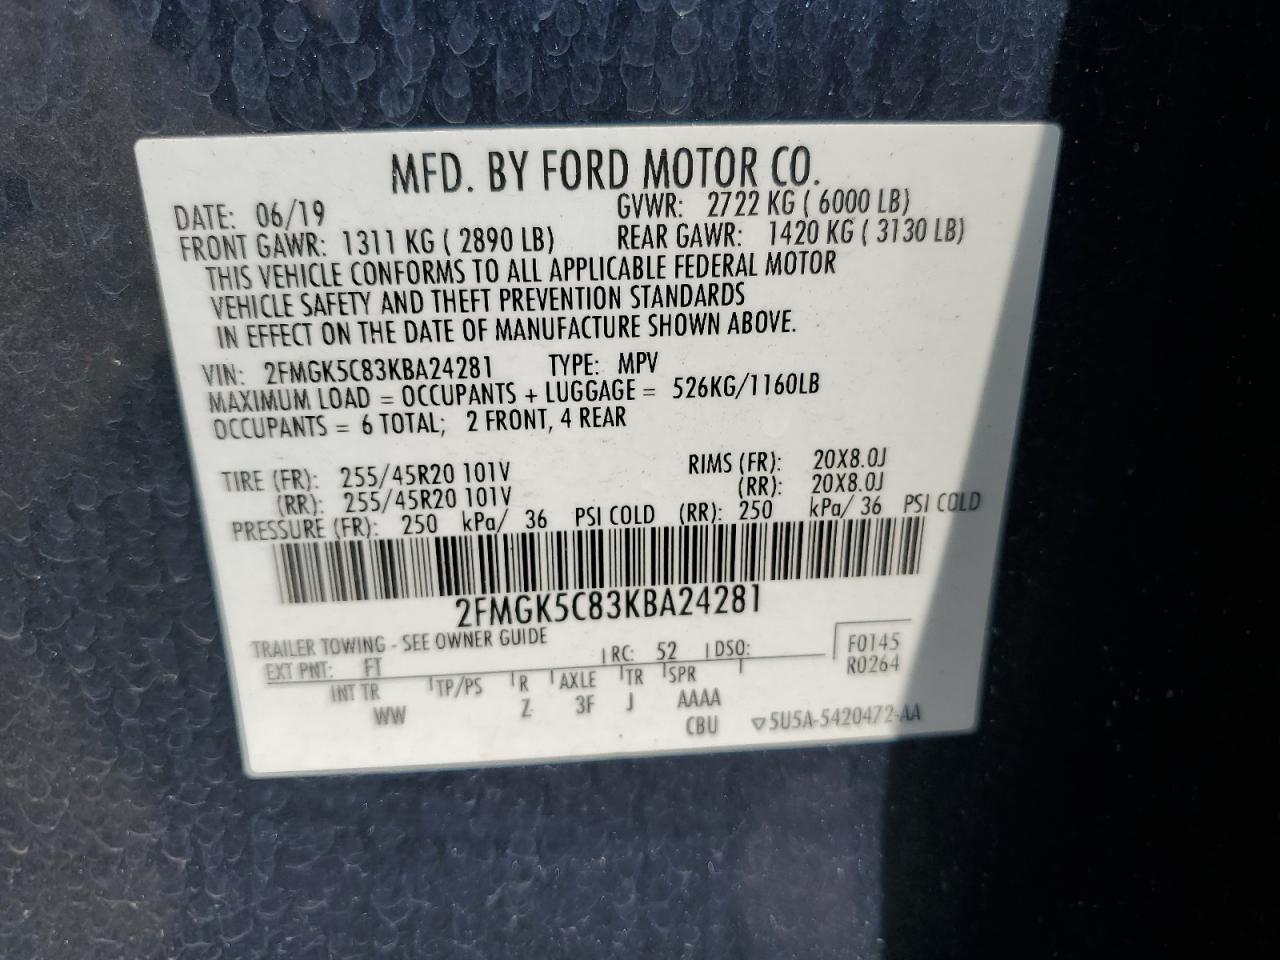 MFD. BY FORD MOTOR CO.
DATE: 06/19 GVWR: 2722 KG ( 6000 LB)
FRONT GAWR: 1311 KG ( 2890 LB) REAR GAWR: 1420 KG ( 3130 LB)
THIS VEHICLE CONFORMS TO ALL APPLICABLE FEDERAL MOTOR
VEHICLE SAFETY AND THEFT PREVENTION STANDARDS
IN EFFECT ON THE DATE OF MANUFACTURE SHOWN ABOVE.
VIN: 2FMGK5C83KBA24281 TYPE: MPV
MAXIMUM LOAD = OCCUPANTS + LUGGAGE = 526KG/1160LB
OCCUPANTS = 6 TOTAL; 2 FRONT, 4 REAR
TIRE (FR): 255/45R20 101V RIMS (FR): 20X8.0J
(RR): 255/45R20 101V (RR): 20X8.0J
PRESSURE (FR): 250 kPa/ 36 PSI COLD (RR): 250 kPa/ 36 PSI COLD
2FMGK5C83KBA24281
TRAILER TOWING - SEE OWNER GUIDE
EXT PNT: FT RC: 52 DSO: F0145
R0264
INT TR TP/PS R AXLE TR SPR
WW Z 3F J AAAA
CBU ▽5U5A-5420472-AA